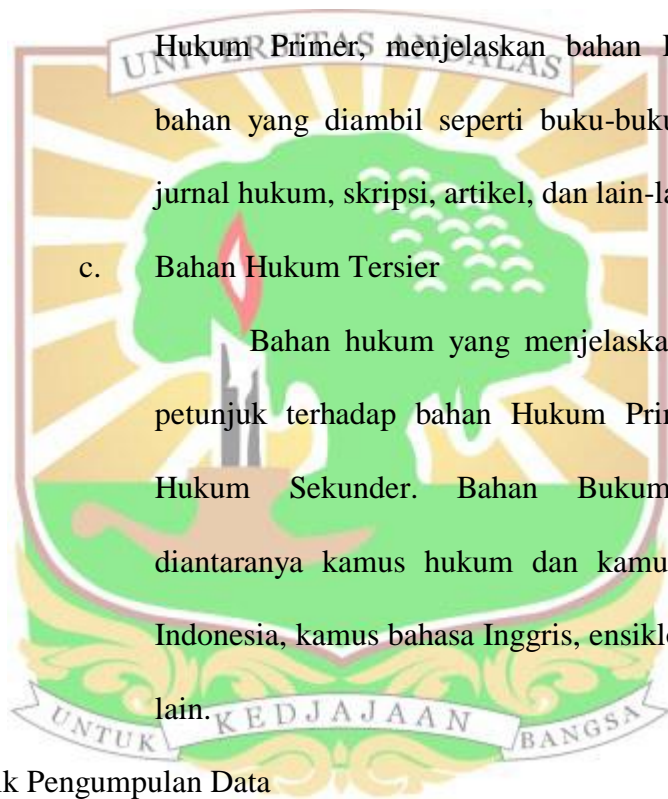 UNIVERSITAS ANDALAS
Hukum Primer, menjelaskan bahan
bahan yang diambil seperti buku-buku
jurnal hukum, skripsi, artikel, dan lain-la
c. Bahan Hukum Tersier
Bahan hukum yang menjelaska
petunjuk terhadap bahan Hukum Pri
Hukum Sekunder. Bahan Bukum
diantaranya kamus hukum dan kamu
Indonesia, kamus bahasa Inggris, ensikl
lain.
UNTUK KEDJAJAAN BANGSA
ik Pengumpulan Data